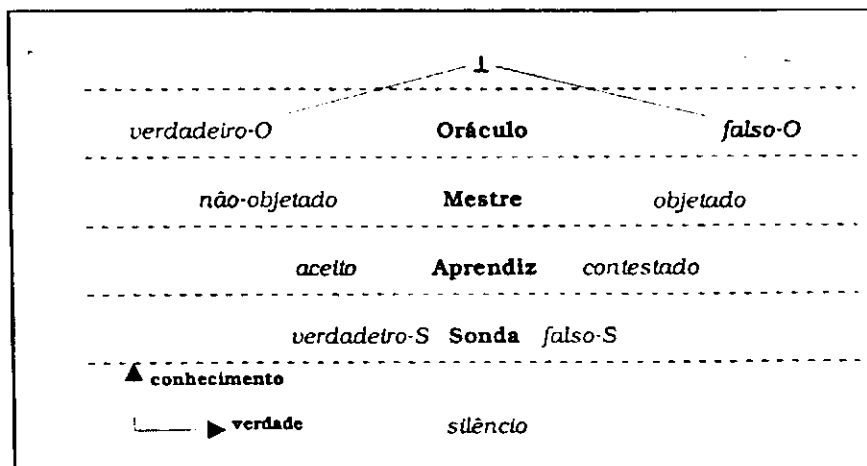 ⊥
verdadeiro-O Oráculo falso-O
não-objetado Mestre objetado
aceito Aprendiz contestado
verdadeiro-S Sonda falso-S
conhecimento
verdade silêncio